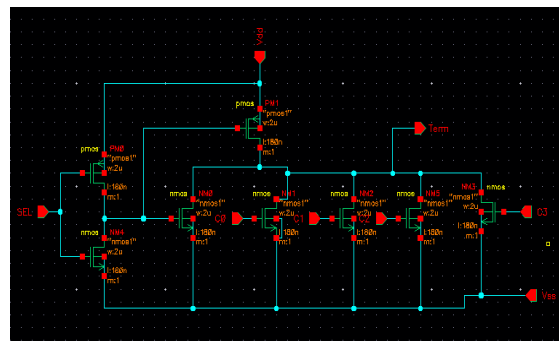 Vdd
pmos
PM1
"pmos1"
w:2u
l:180n
m:1
Term
pmos
PM0
"pmos1"
w:2u
l:180n
m:1
SEL
nmos
NM4
"nmos1"
w:2u
l:180n
m:1
nmos
NM0
"nmos1"
w:2u
l:180n
m:1
C0
nmos
NM1
"nmos1"
w:2u
l:180n
m:1
C1
nmos
NM2
"nmos1"
w:2u
l:180n
m:1
C2
nmos
"nmos1"
w:2u
l:180n
m:1
NM3
nmos
"nmos1"
w:2u
l:180n
m:1
C3
Vss